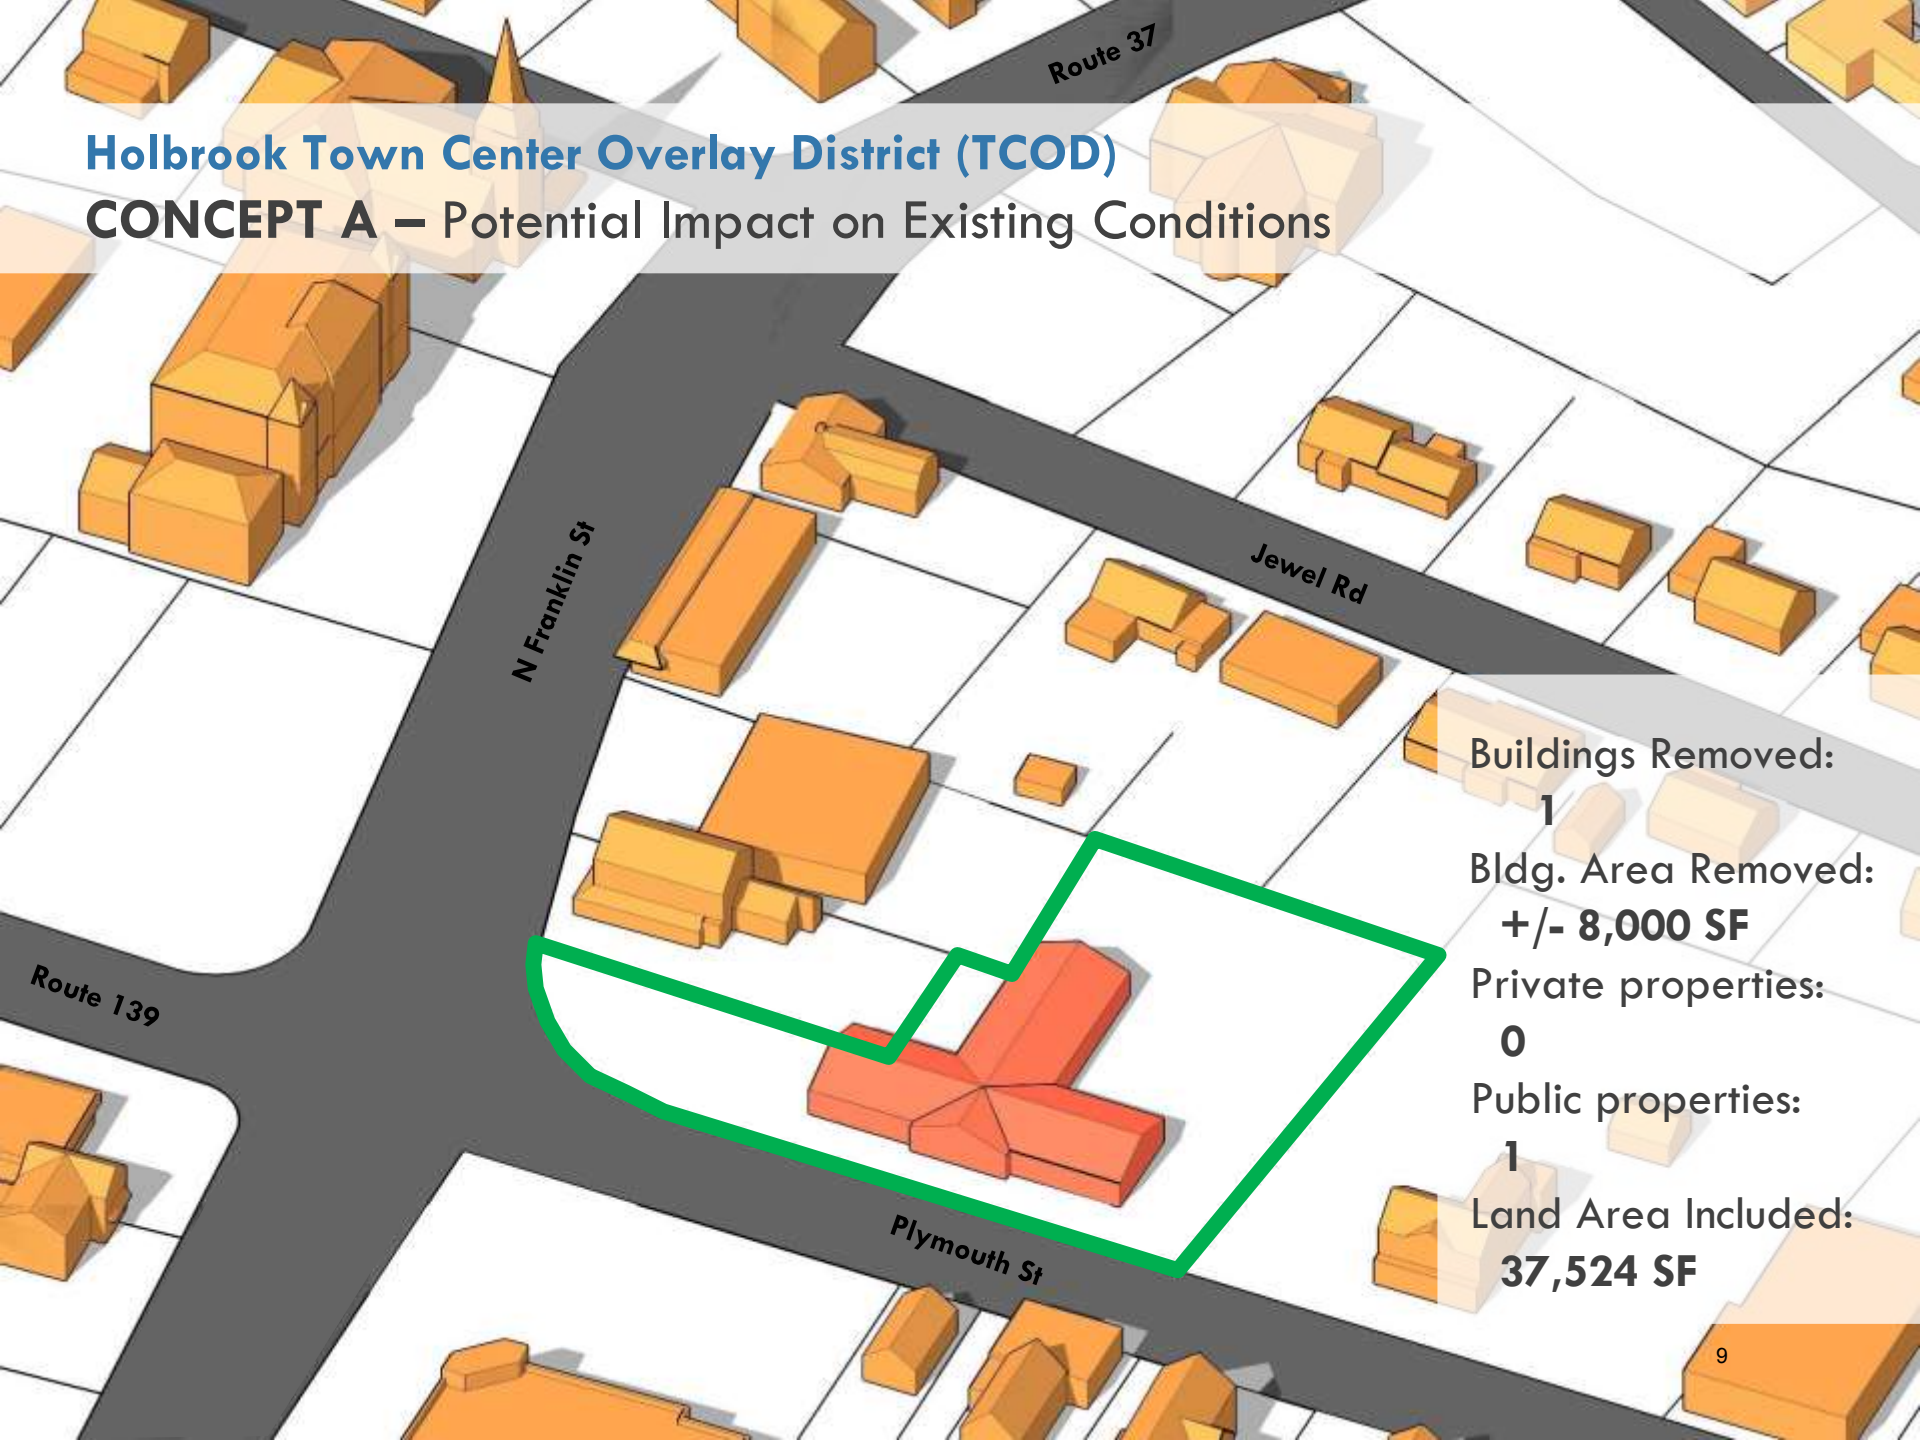 Route 37
Holbrook Town Center Overlay District (TCOD)
CONCEPT A – Potential Impact on Existing Conditions
N Franklin St
Jewel Rd
Buildings Removed:
1
Bldg. Area Removed:
+/- 8,000 SF
Private properties:
0
Public properties:
1
Land Area Included:
37,524 SF
Route 139
Plymouth St
9